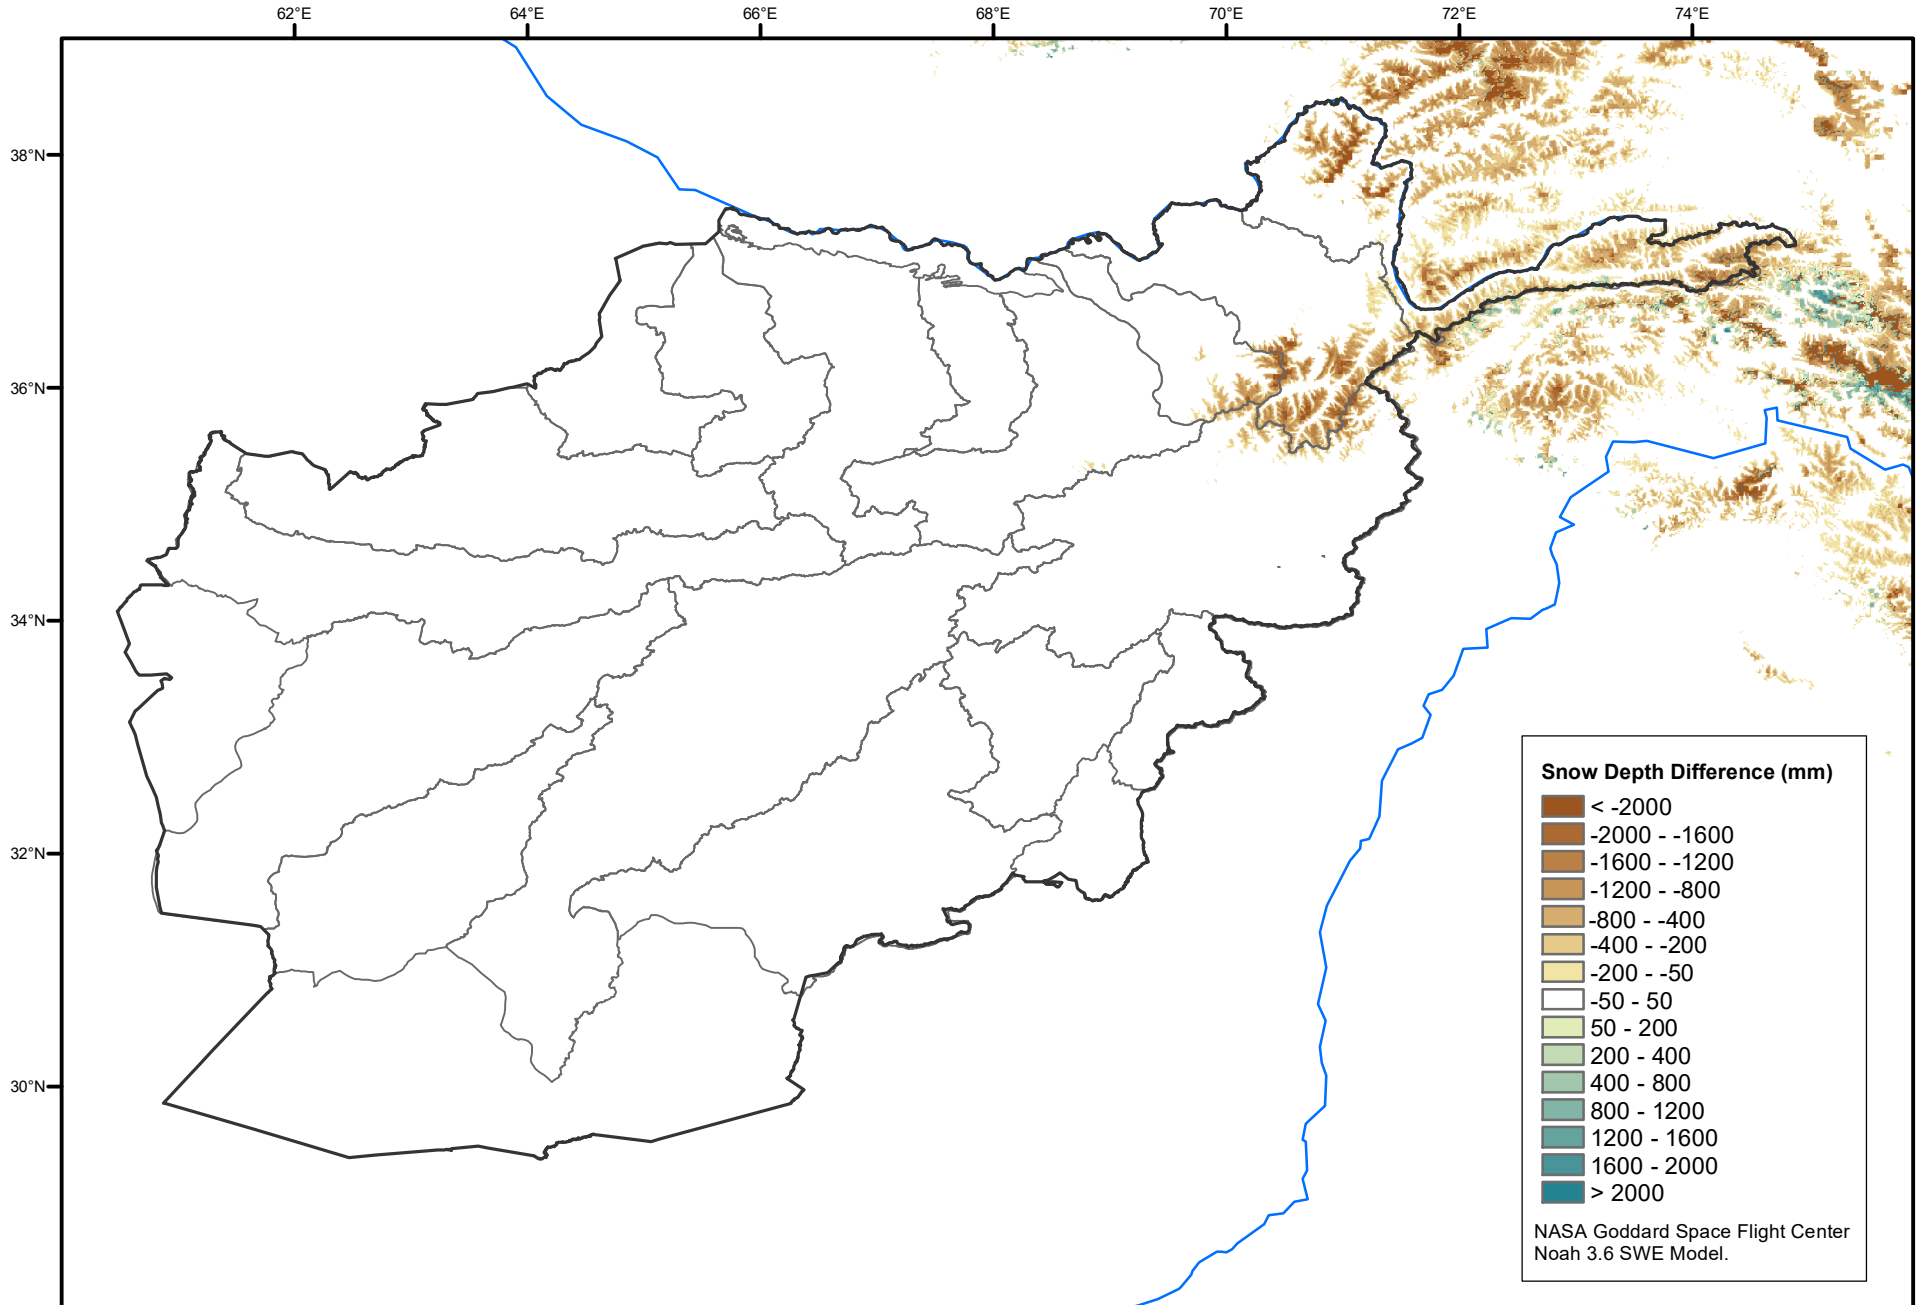 62°E 64°E 66°E 68°E 70°E 72°E 74°E
38°N
36°N
34°N
32°N
30°N
Snow Depth Difference (mm)
< -2000
-2000 - -1600
-1600 - -1200
-1200 - -800
-800 - -400
-400 - -200
-200 - -50
-50 - 50
50 - 200
200 - 400
400 - 800
800 - 1200
1200 - 1600
1600 - 2000
> 2000
NASA Goddard Space Flight Center
Noah 3.6 SWE Model.